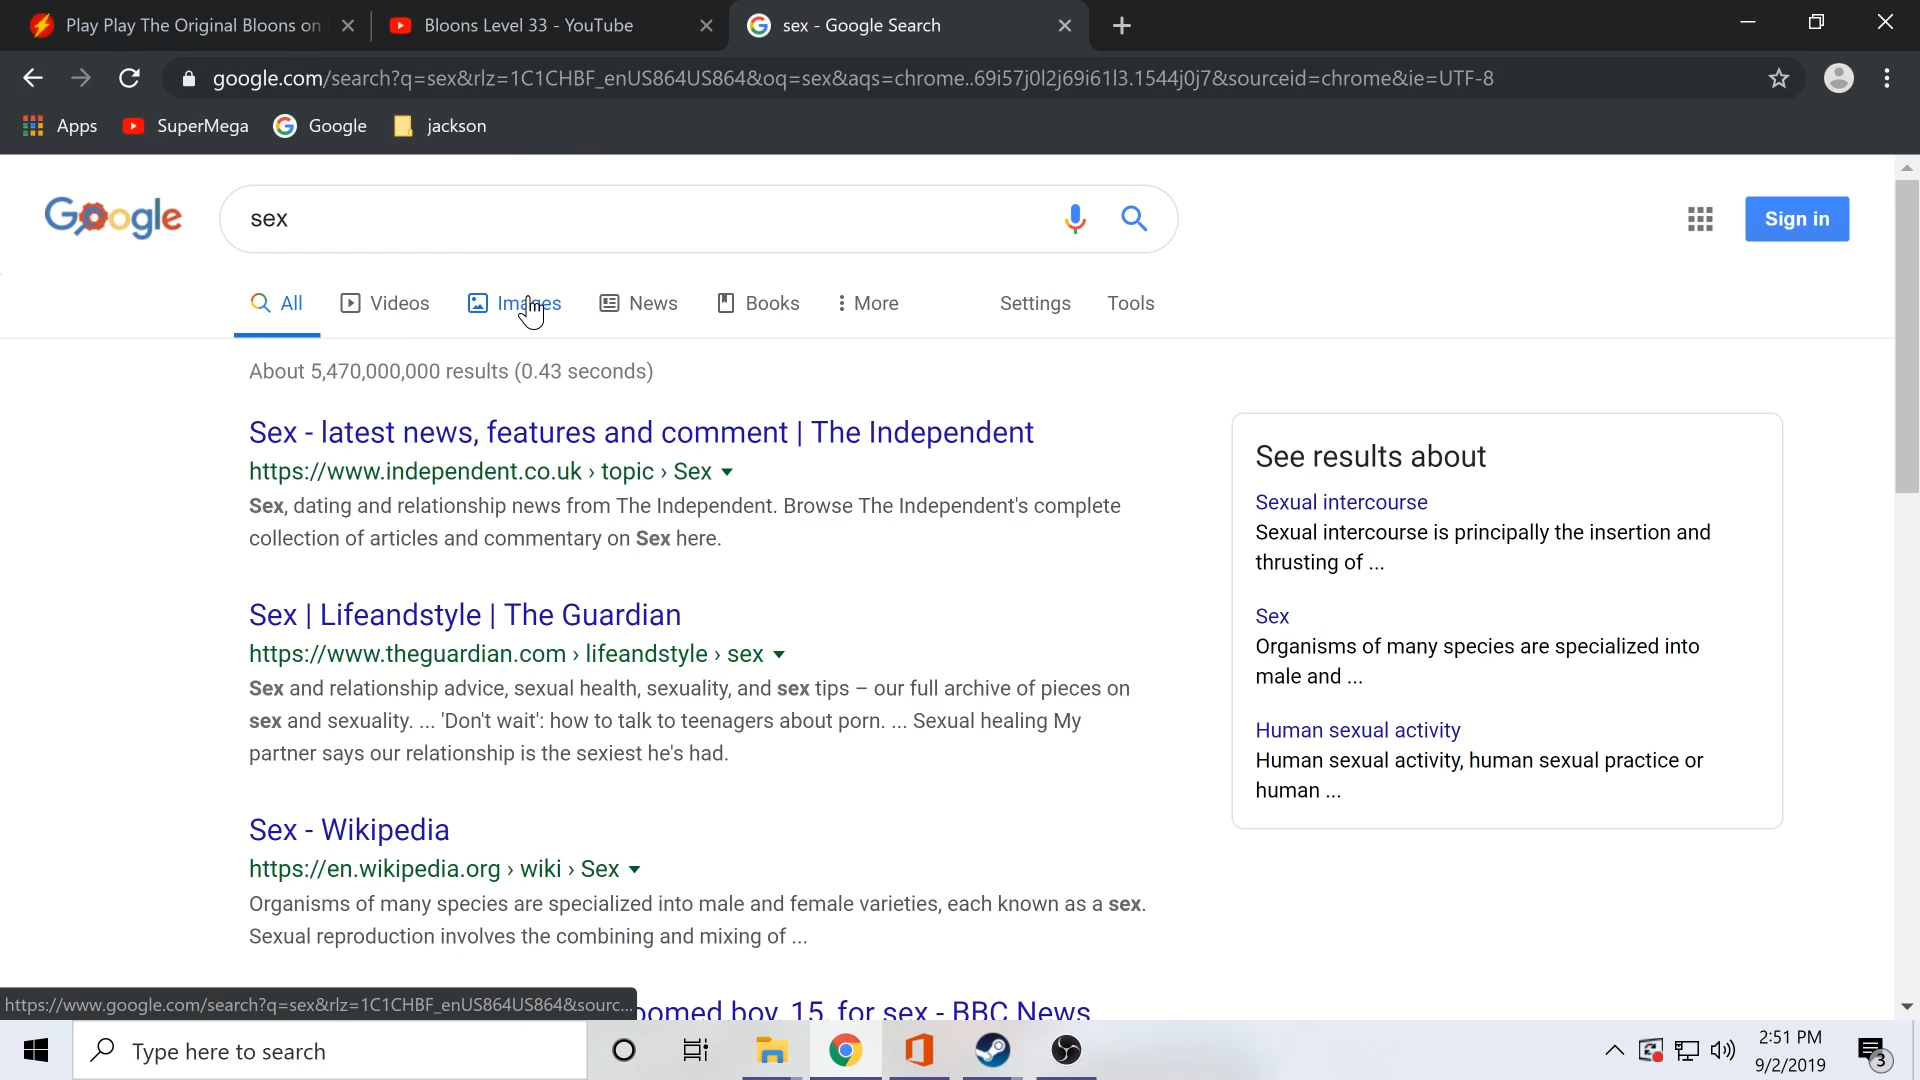 Play Play The Original Bloons on
Bloons Level 33 - YouTube
sex - Google Search
google.com/search?q=sex&rlz=1C1CHBF_enUS864US864&oq=sex&aqs=chrome..69i57j0l2j69i61l3.1544j0j7&sourceid=chrome&ie=UTF-8
Apps
SuperMega
Google
jackson
Google
sex
Sign in
All
Videos
Images
News
Books
More
Settings
Tools
About 5,470,000,000 results (0.43 seconds)
Sex - latest news, features and comment | The Independent
https://www.independent.co.uk › topic › Sex
Sex, dating and relationship news from The Independent. Browse The Independent's complete
collection of articles and commentary on Sex here.
Sex | Lifeandstyle | The Guardian
https://www.theguardian.com › lifeandstyle › sex
Sex and relationship advice, sexual health, sexuality, and sex tips – our full archive of pieces on
sex and sexuality. ... 'Don't wait': how to talk to teenagers about porn. ... Sexual healing My
partner says our relationship is the sexiest he's had.
Sex - Wikipedia
https://en.wikipedia.org › wiki › Sex
Organisms of many species are specialized into male and female varieties, each known as a sex.
Sexual reproduction involves the combining and mixing of ...
See results about
Sexual intercourse
Sexual intercourse is principally the insertion and
thrusting of ...
Sex
Organisms of many species are specialized into
male and ...
Human sexual activity
Human sexual activity, human sexual practice or
human ...
https://www.google.com/search?q=sex&rlz=1C1CHBF_enUS864US864&sourc...
boy, 15, for sex - BBC News
Type here to search
2:51 PM
9/2/2019
3